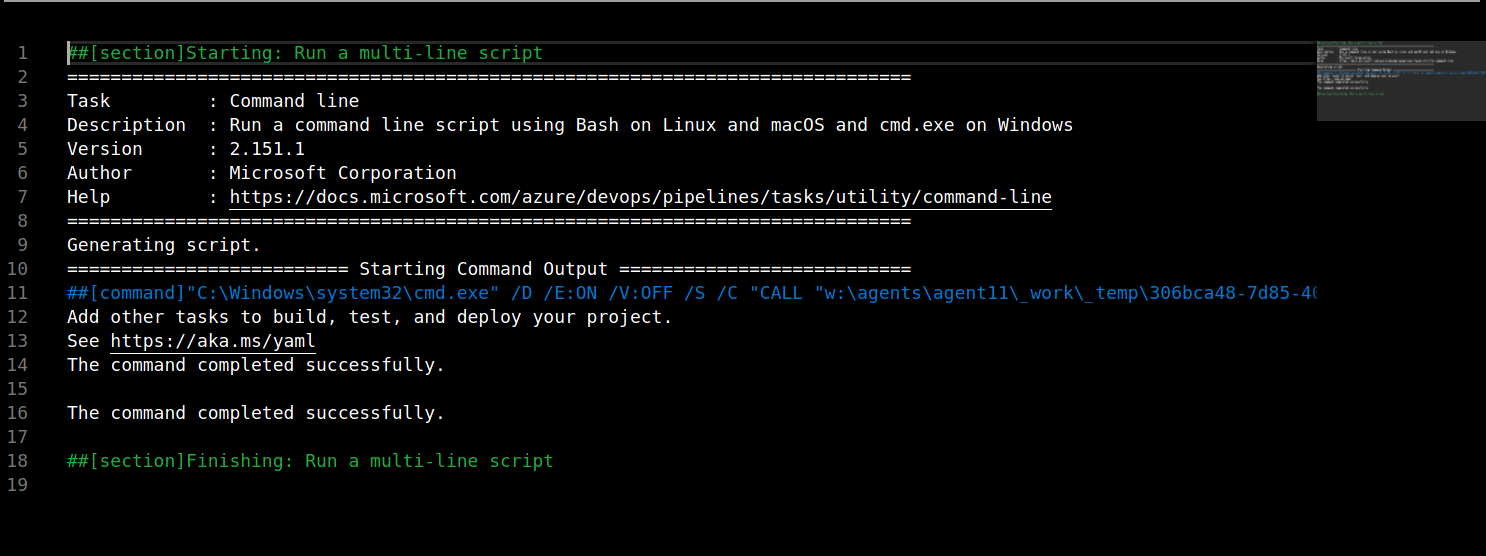 1 ##[section]Starting: Run a multi-line script
2 ==============================================================================
3 Task         : Command line
4 Description  : Run a command line script using Bash on Linux and macOS and cmd.exe on Windows
5 Version      : 2.151.1
6 Author       : Microsoft Corporation
7 Help         : https://docs.microsoft.com/azure/devops/pipelines/tasks/utility/command-line
8 ==============================================================================
9 Generating script.
10 ========================== Starting Command Output ===========================
11 ##[command]"C:\Windows\system32\cmd.exe" /D /E:ON /V:OFF /S /C "CALL "w:\agents\agent11\_work\_temp\306bca48-7d85-4
12 Add other tasks to build, test, and deploy your project.
13 See https://aka.ms/yaml
14 The command completed successfully.
15
16 The command completed successfully.
17
18 ##[section]Finishing: Run a multi-line script
19